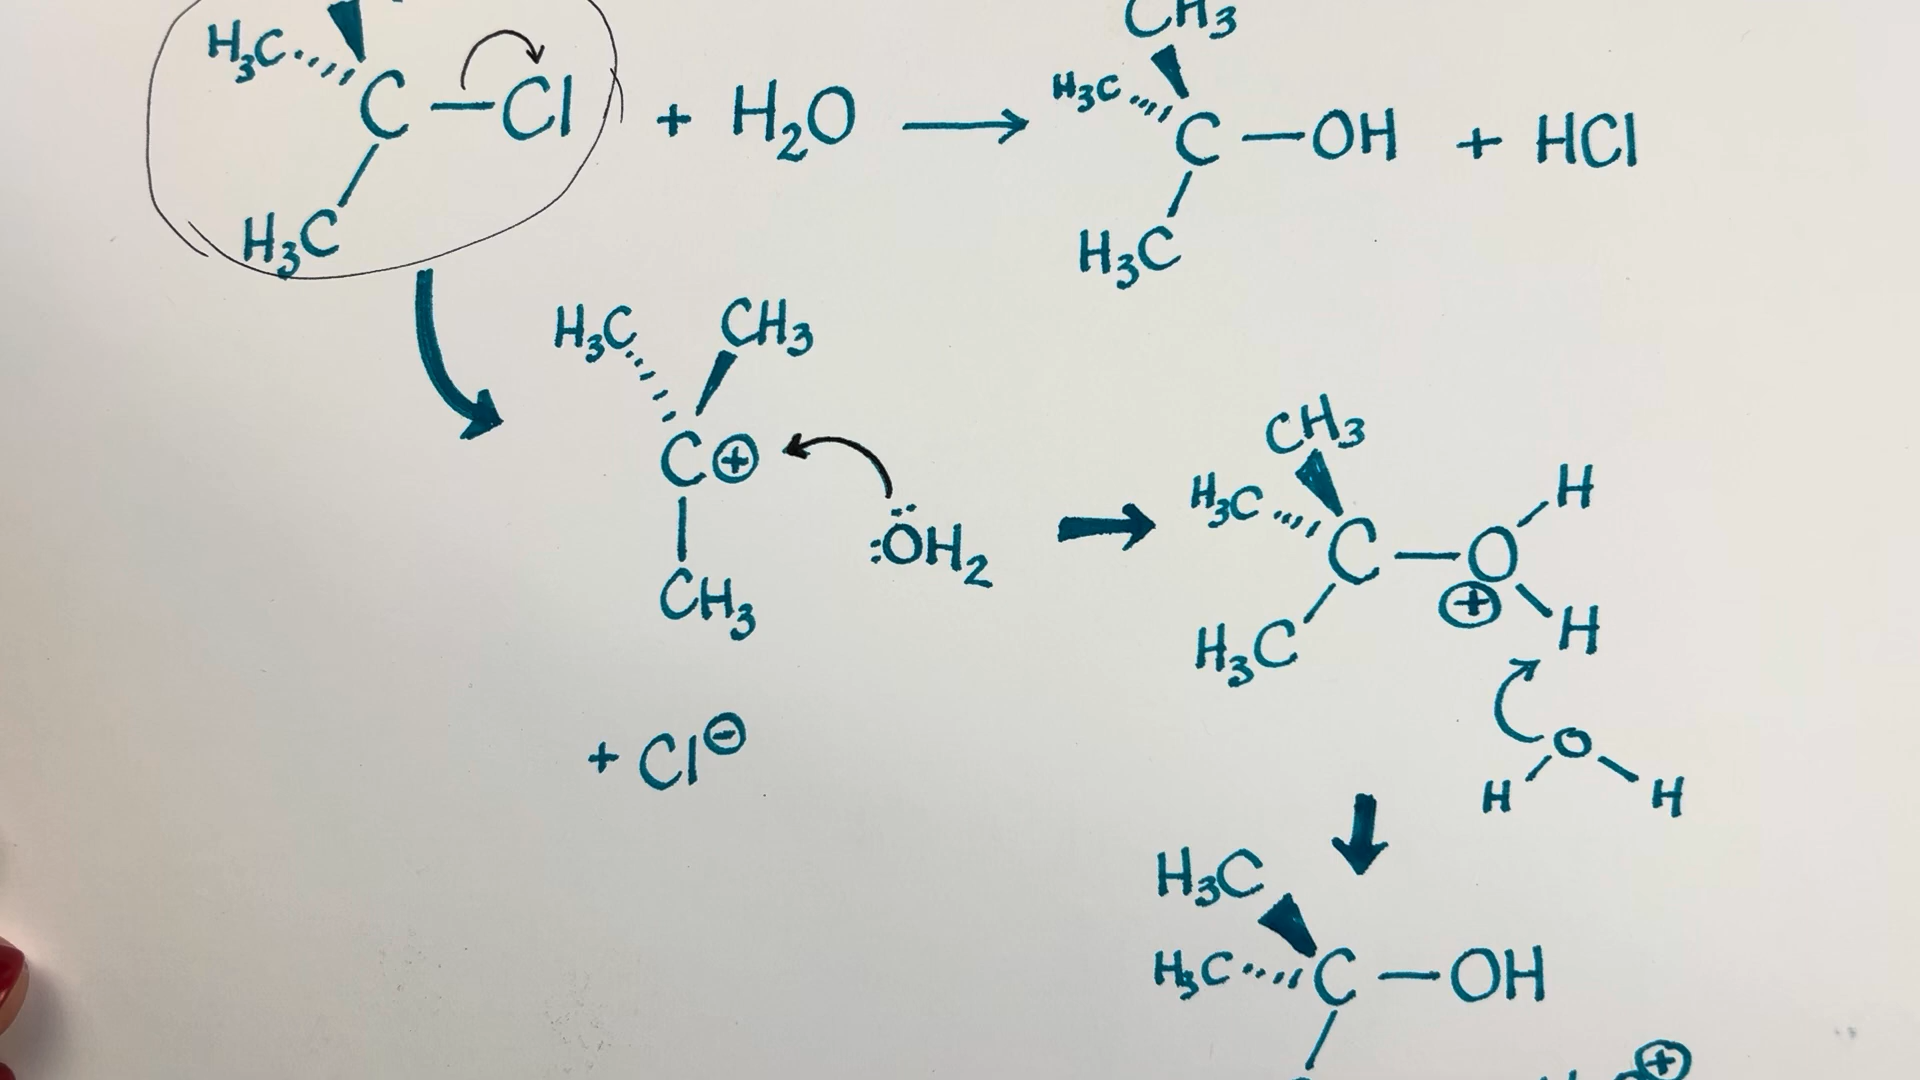 CH₃
H₃C C—Cl + H₂O → H₃C C—OH + HCl
H₃C
H₃C
H₃C CH₃
C⊕
:ÖH₂
CH₃
+ Cl⊖
CH₃
H₃C C—O H
⊕
H₃C H
O
H H
H₃C
H₃C C—OH
⊕